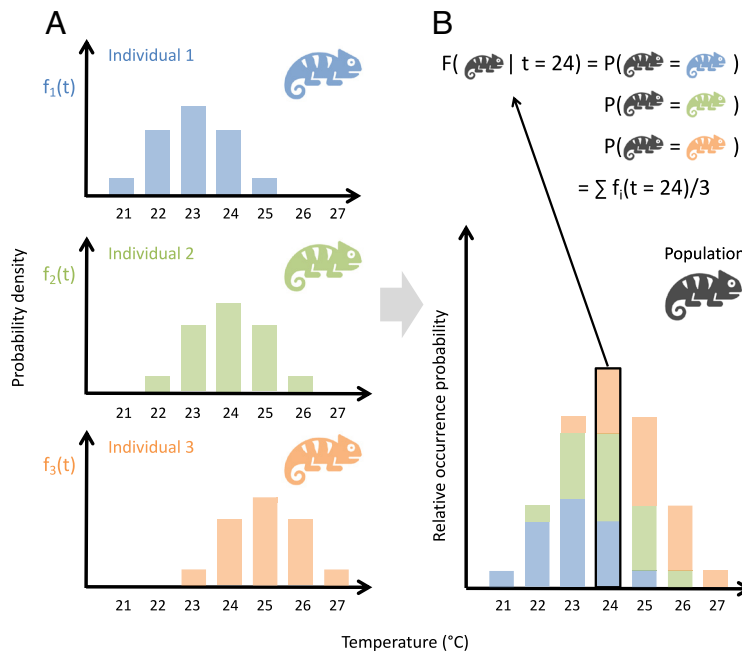 A
Individual 1
f₁(t)
21 22 23 24 25 26 27
Individual 2
f₂(t)
21 22 23 24 25 26 27
Individual 3
f₃(t)
21 22 23 24 25 26 27
Probability density
B
F( | t = 24) = P( = )
P( = )
P( = )
= ∑ fᵢ(t = 24)/3
Population
Relative occurrence probability
21 22 23 24 25 26 27
Temperature (°C)